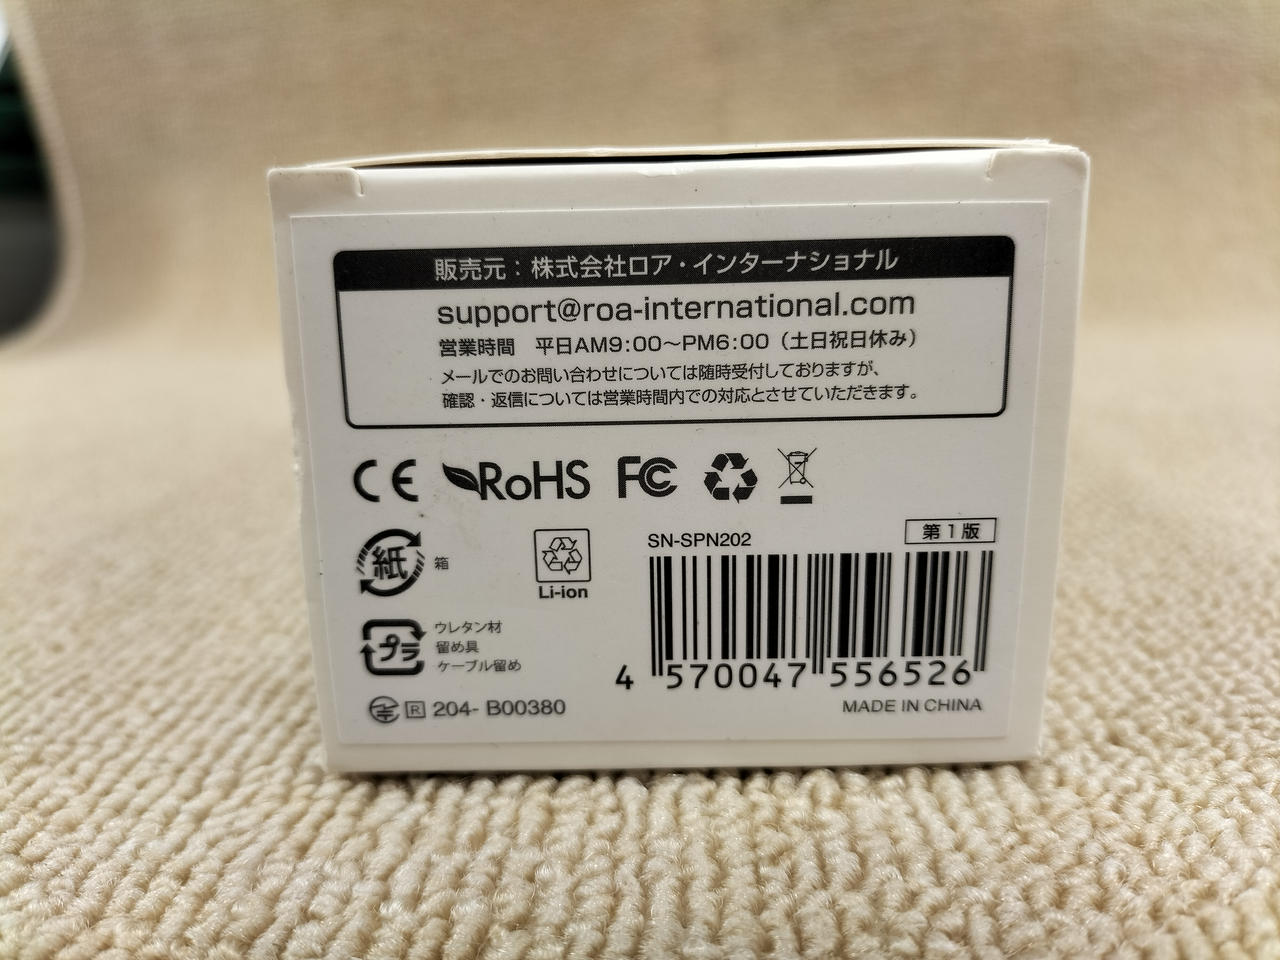 販売元：株式会社ロア・インターナショナル
support@roa-international.com
営業時間　平日AM9:00～PM6:00（土日祝日休み）
メールでのお問い合わせについては随時受付しておりますが、
確認・返信については営業時間内での対応とさせていただきます。
CE RoHS FC
紙 箱
Li-ion
SN-SPN202
第1版
プラ
ウレタン材
留め具
ケーブル留め
4 570047 556526
R 204- B00380
MADE IN CHINA